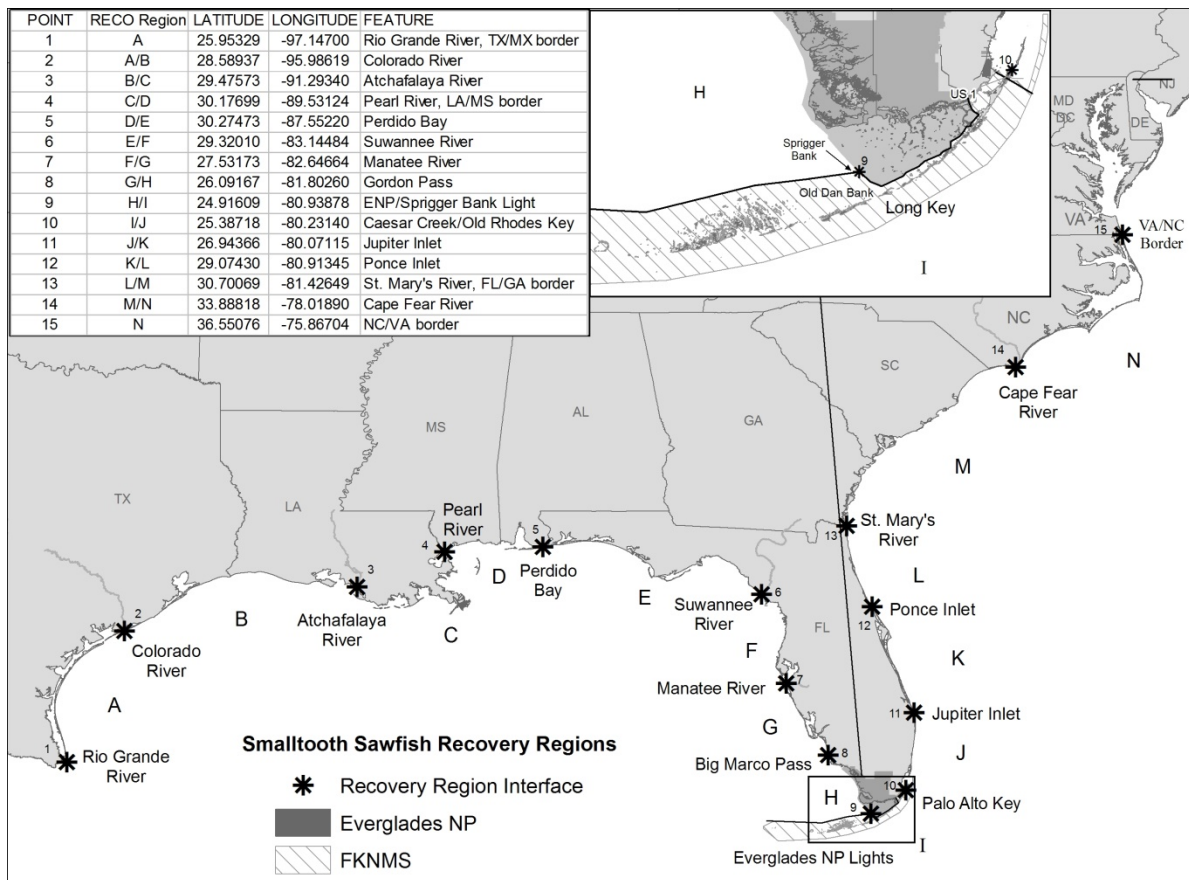 POINT RECO Region LATITUDE LONGITUDE FEATURE
1 A 25.95329 -97.14700 Rio Grande River, TX/MX border
2 A/B 28.58937 -95.98619 Colorado River
3 B/C 29.47573 -91.29340 Atchafalaya River
4 C/D 30.17699 -89.53124 Pearl River, LA/MS border
5 D/E 30.27473 -87.55220 Perdido Bay
6 E/F 29.32010 -83.14484 Suwannee River
7 F/G 27.53173 -82.64664 Manatee River
8 G/H 26.09167 -81.80260 Gordon Pass
9 H/I 24.91609 -80.93878 ENP/Sprigger Bank Light
10 I/J 25.38718 -80.23140 Caesar Creek/Old Rhodes Key
11 J/K 26.94366 -80.07115 Jupiter Inlet
12 K/L 29.07430 -80.91345 Ponce Inlet
13 L/M 30.70069 -81.42649 St. Mary's River, FL/GA border
14 M/N 33.88818 -78.01890 Cape Fear River
15 N 36.55076 -75.86704 NC/VA border
H
10
US 1
Sprigger
Bank
9
Old Dan Bank
Long Key
I
MD
DC
NJ
DE
VA
15
VA/NC
Border
NC
N
14
Cape Fear
River
SC
MS
AL
GA
M
TX
LA
Pearl
River
4
5
Perdido
Bay
13
St. Mary's
River
3
Atchafalaya
River
D
E
C
B
2
Colorado
River
A
1
Rio Grande
River
6
Suwannee
River
FL
L
Ponce Inlet
12
F
K
7
Manatee River
G
11
Jupiter Inlet
J
8
Big Marco Pass
H
10
Palo Alto Key
9
I
Everglades NP Lights
Smalltooth Sawfish Recovery Regions
Recovery Region Interface
Everglades NP
FKNMS